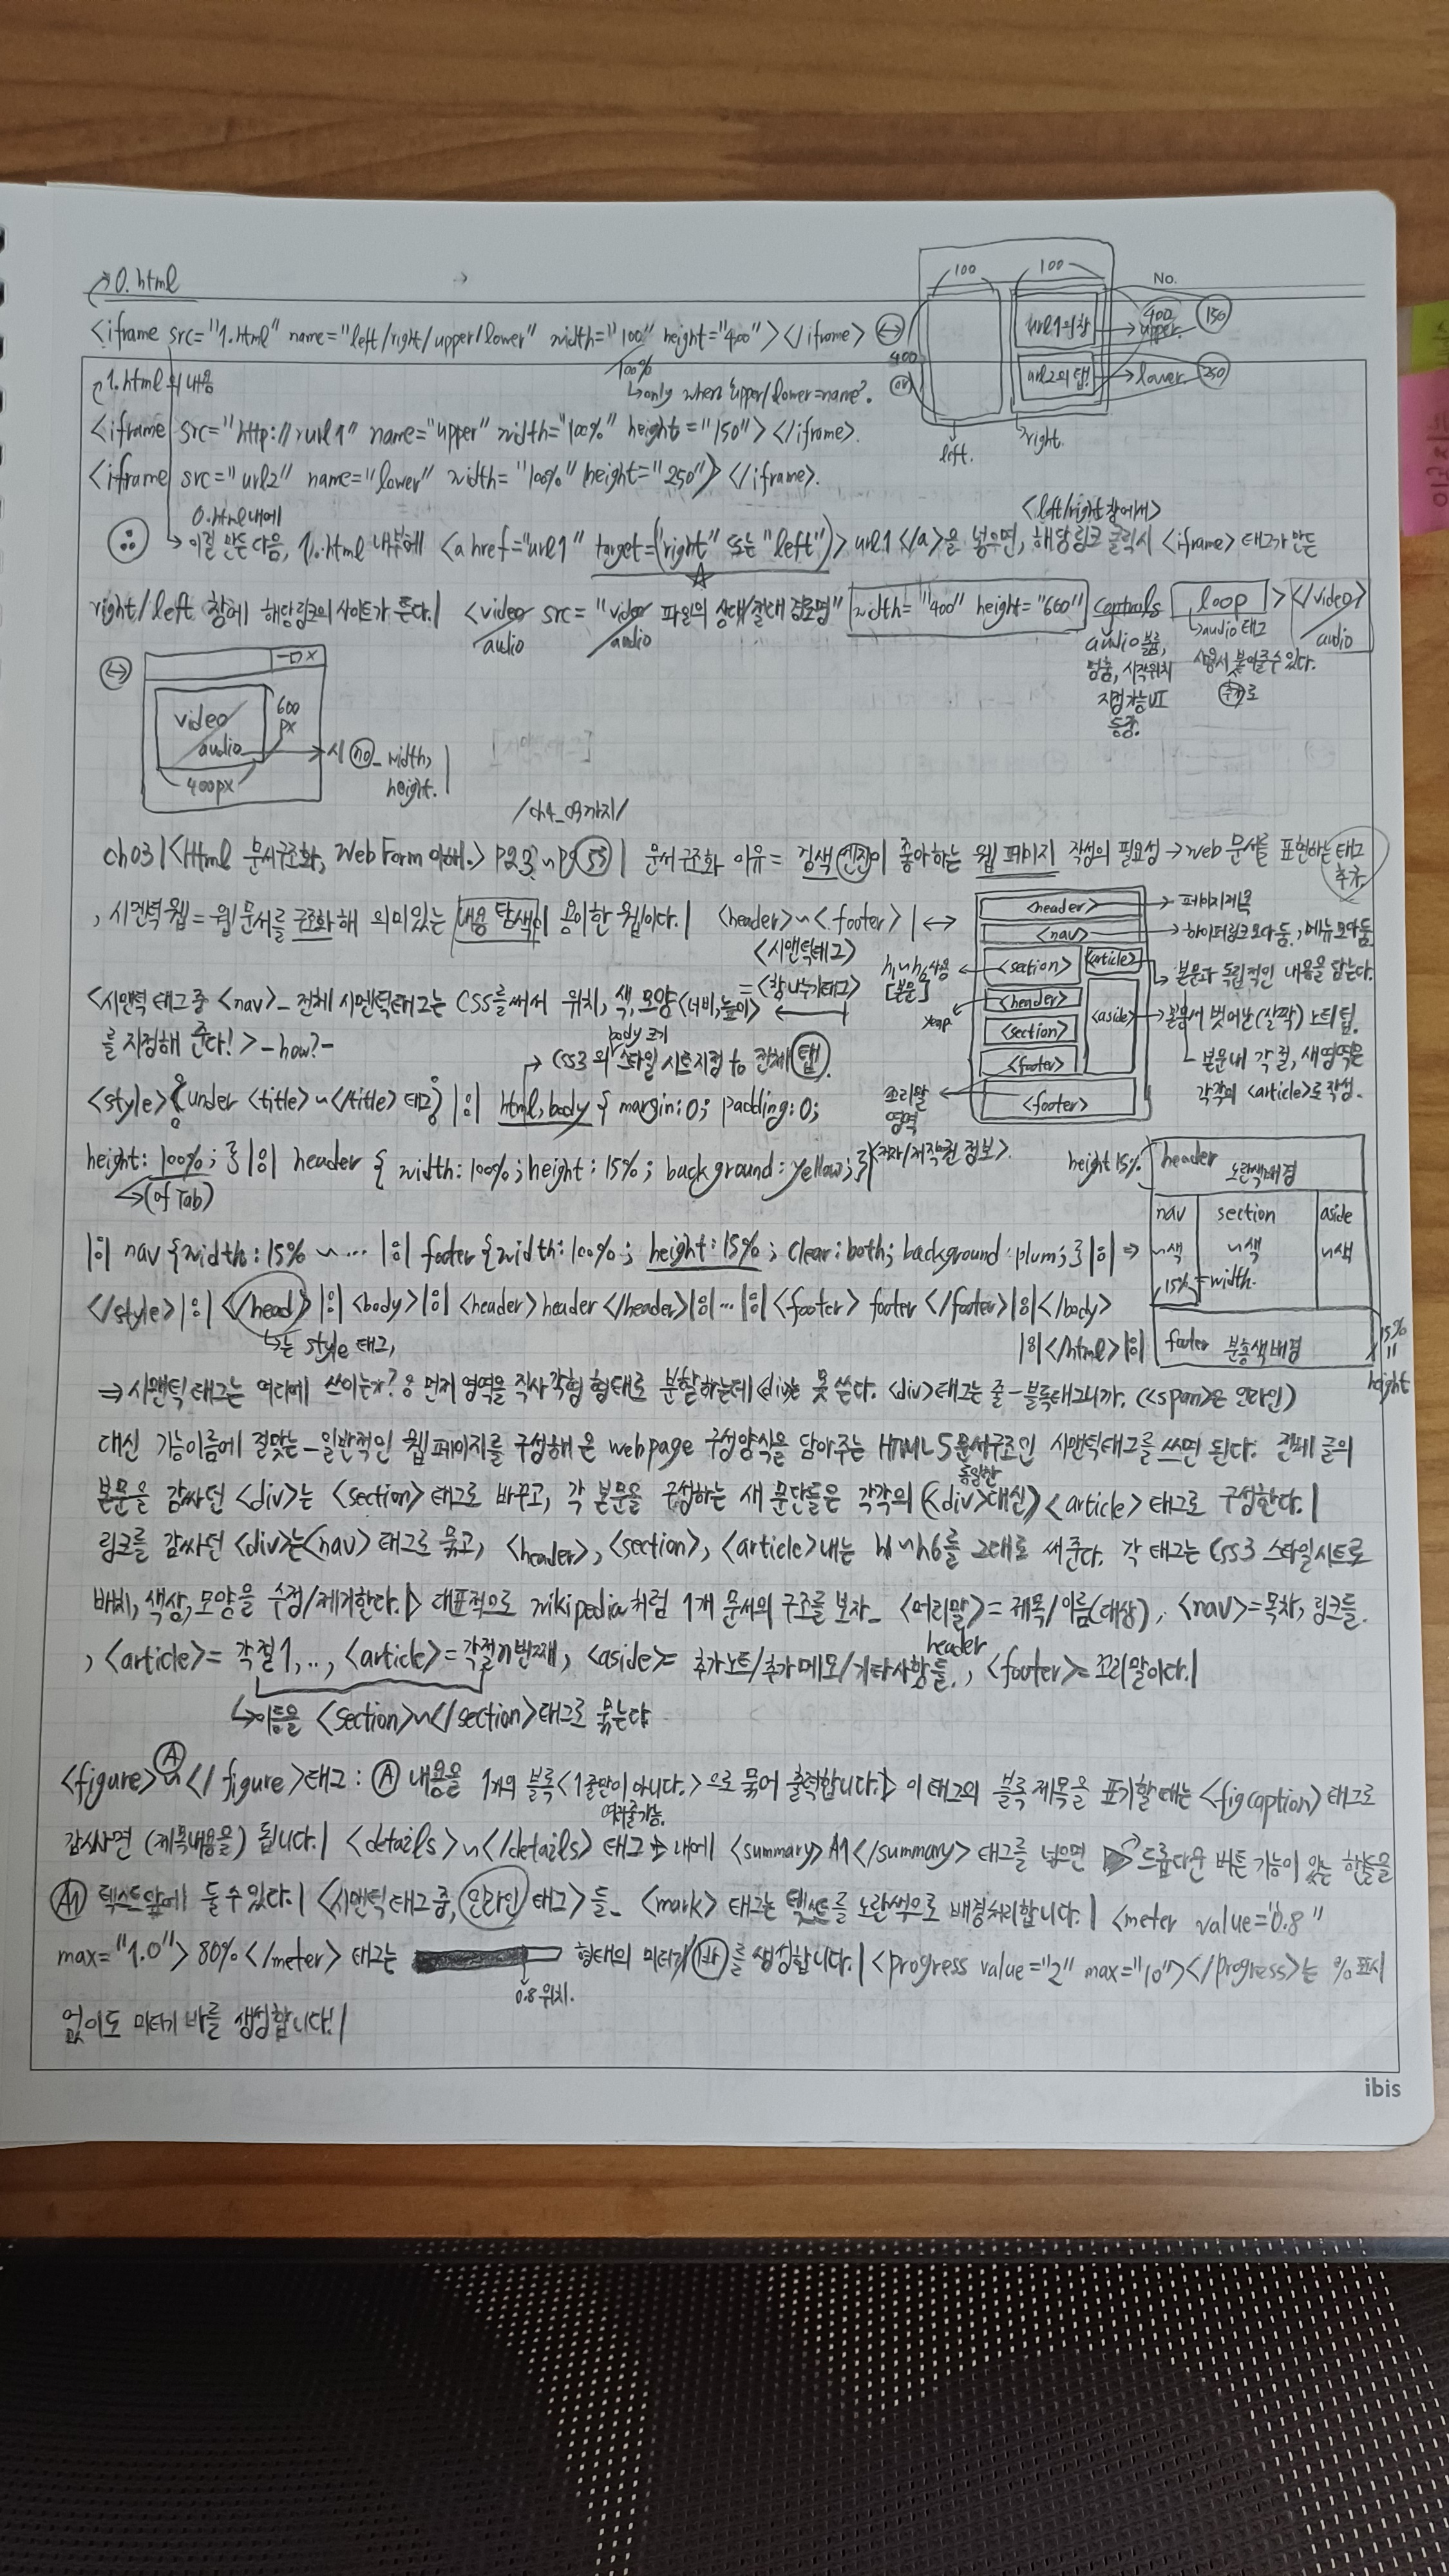 0.html
No.
100 100
<iframe src="1.html" name="left/right/upper/lower" width="100" height="400"></iframe>
100%
→only when upper/lower=name.
url1의 창 → 400 upper. 150
url2의 탭! → lower. 250
400
left. right.
1.html의 내용
<iframe src="http://url1" name="upper" width="100%" height="150"></iframe>.
<iframe src="url2" name="lower" width="100%" height="250"></iframe>.
0.html내에
<left/right 창에서>
이걸 만든 다음, 1.html 내부에 <a href="url1" target=("right" 또는 "left")> url1 </a>을 넣으면, 해당링크 클릭시 <iframe> 태그가 만든
right/left 창에 해당링크의 사이트가 뜬다.| <video src="video 파일의 상대/절대 경로명" width="400" height="600" controls loop ></video>
audio audio audio
audio 볼륨, 멈춤, 시작위치 지정가능 UI 등장.
→audio 태그 사용시 붙여줄 수 있다. 추가로
video
audio → 시 no_ width, height.|
600 px
400px
/ch4_09까지/
ch03|<Html 문서구조화, Web Form 이해.> P23?~P9 55| 문서구조화 이유= 검색엔진이 좋아하는 웹 페이지 작성의 필요성 → web 문서를 표현하는 태그 추가.
, 시멘틱 웹 = 웹 문서를 구조화해 의미있는 내용 탐색이 용이한 웹이다.| <header>~<footer>| ↔
<시맨틱태그>
=<창 나누기태그>
<header> → 페이지제목
<nav> → 하이퍼링크 모아둠, 메뉴 모아둠
h1~h6사용 [본문] <section> <article> → 본문과 독립적인 내용을 담는다.
<header> <aside> → 본문서 벗어난(살짝) 노트팁.
<section>
<footer>
본문내 각 절, 새영역은 각각의 <article>로 작성.
꼬리말 영역 <footer>
<저자/저작권 정보>.
<시맨틱 태그 중 <nav>_ 전체 시멘틱태그는 CSS를 써서 위치, 색, 모양<너비,높이>
를 지정해 준다!> -how?-
body 크기
→ CSS3의 스타일 시트지정 to 전체 탭.
<style>{under <title>~</title> 태그} |:| html, body { margin:0; padding:0;
height: 100%; } |:| header { width: 100%; height: 15%; background: yellow; }|
(of Tab)
height 15% header 노란색배경
nav section aside
~색 ~색 ~색
15%=width.
footer 분홍색배경
15% = height
|:| nav {width: 15% ~ ... |:| footer {width: 100%; height: 15%; clear: both; background: plum; } |:| ⇒
</style>|:| </head> |:| <body>|:| <header>header</header>|:|...|:|<footer> footer </footer>|:|</body>
→는 style 태그,
|:|</html>|:|
⇒ 시맨틱 태그는 어디에 쓰이는가? 먼저 영역을 직사각형 형태로 분할하는데 <div>는 못 쓴다. <div>태그는 줄-블록태그니까. (<span>은 인라인)
대신 기능이름에 걸맞는_일반적인 웹페이지를 구성해 온 webpage 구성양식을 담아주는 HTML5 문서구조인 시맨틱태그를 쓰면 된다. 전체 글의
동일한
본문을 감싸던 <div>는 <section> 태그로 바꾸고, 각 본문을 구성하는 새 문단들은 각각의 (<div>대신) <article> 태그로 구성한다.|
링크를 감싸던 <div>는 <nav> 태그로 묶고, <header>, <section>, <article>내는 h1~h6를 그대로 써준다. 각 태그는 CSS3 스타일시트로
배치, 색상, 모양을 수정/제거한다.▷ 대표적으로 wikipedia처럼 1개 문서의 구조를 보자_ <머리말>=제목/이름(대상), <nav>=목차, 링크들.
header
, <article>= 각절1, .., <article>=각절n번째, <aside>= 추가노트/추가메모/기타사항들., <footer>=꼬리말이다.|
→이들을 <section>~</section>태그로 묶는다
<figure> A ~ </figure>태그 : A 내용을 1개의 블록<1줄만이 아니다.>으로 묶어 출력합니다.▷ 이 태그의 블록 제목을 표기할 때는 <figcaption> 태그로
여러줄가능.
감싸시면 (제목내용을) 됩니다.| <details>~</details> 태그 내에 <summary> A1 </summary> 태그를 넣으면 ▶ 드롭다운 버튼 기능이 있는 핸들을
A1 텍스트앞에 둘 수 있다.| <시맨틱 태그 중, 인라인 태그>들_ <mark> 태그는 텍스트를 노란색으로 배경처리합니다.| <meter value="0.8"
max="1.0"> 80%</meter> 태그는 형태의 미터기 바를 생성합니다.| <progress value="2" max="10"></progress>는 %표시
0.8 위치.
없이도 미터기 바를 생성합니다!|
ibis